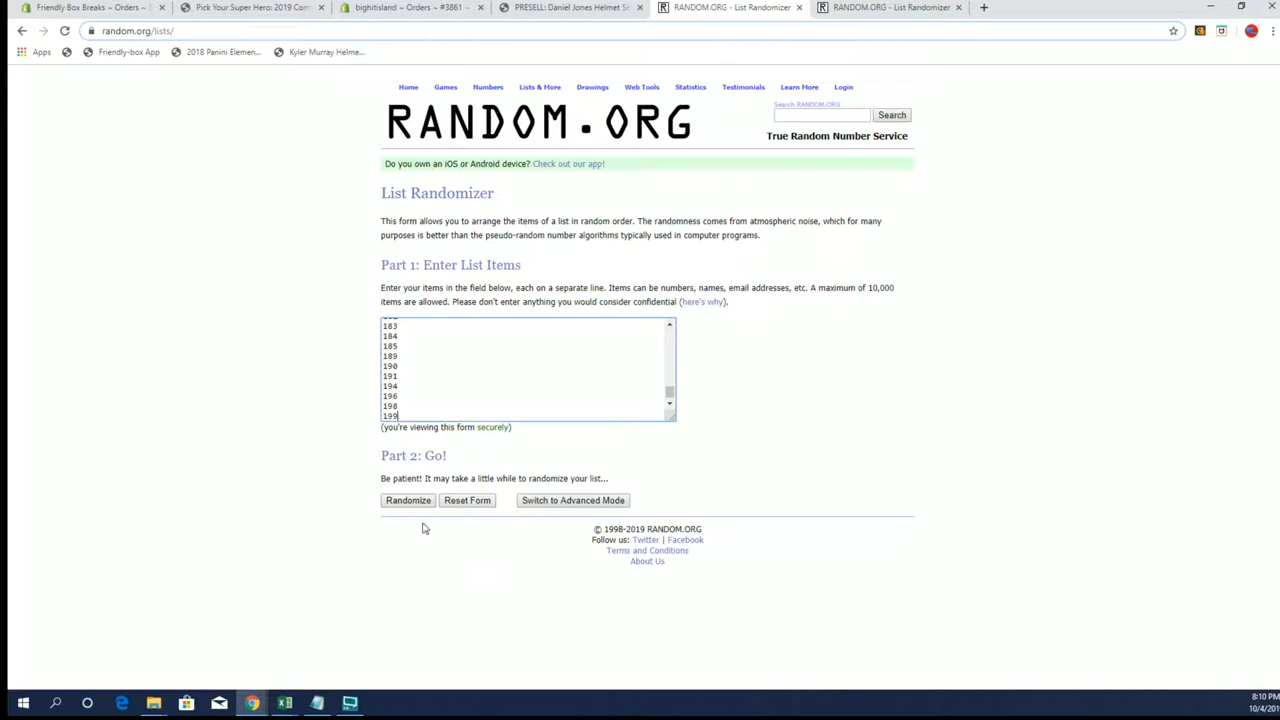 Friendly Box Breaks ~ Orders ~ S
Pick Your Super Hero: 2019 Com
bighitisland ~ Orders ~ #3861 ~
PRESELL: Daniel Jones Helmet Se
RANDOM.ORG - List Randomizer
RANDOM.ORG - List Randomizer
random.org/lists/
Apps
Friendly-box App
2018 Panini Elemen...
Kyler Murray Helme...
Home
Games
Numbers
Lists & More
Drawings
Web Tools
Statistics
Testimonials
Learn More
Login
RANDOM.ORG
Search RANDOM.ORG
Search
True Random Number Service
Do you own an iOS or Android device? Check out our app!
List Randomizer
This form allows you to arrange the items of a list in random order. The randomness comes from atmospheric noise, which for many
purposes is better than the pseudo-random number algorithms typically used in computer programs.
Part 1: Enter List Items
Enter your items in the field below, each on a separate line. Items can be numbers, names, email addresses, etc. A maximum of 10,000
items are allowed. Please don't enter anything you would consider confidential (here's why).
183
184
185
189
190
191
194
196
198
199
(you're viewing this form securely)
Part 2: Go!
Be patient! It may take a little while to randomize your list...
Randomize
Reset Form
Switch to Advanced Mode
© 1998-2019 RANDOM.ORG
Follow us: Twitter | Facebook
Terms and Conditions
About Us
8:10 PM
10/4/201